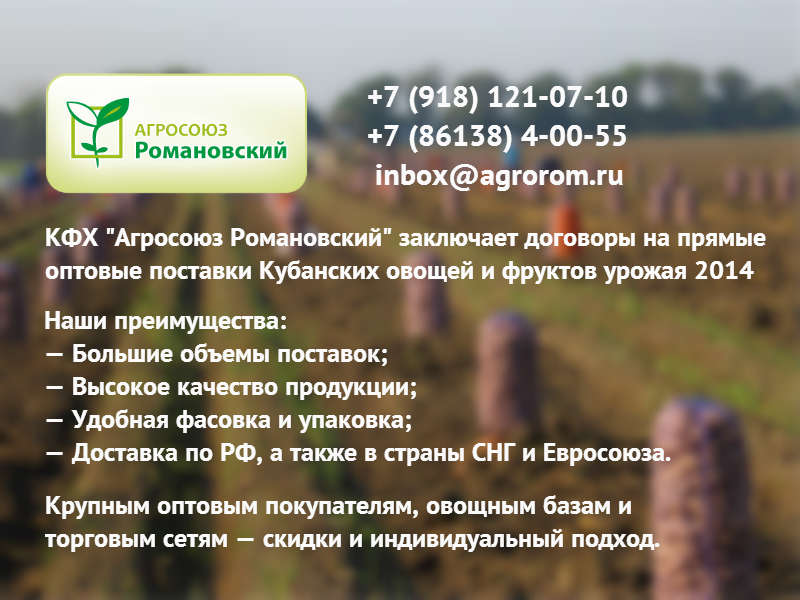 АГРОСОЮЗ
Романовский
+7 (918) 121-07-10
+7 (86138) 4-00-55
inbox@agrorom.ru
КФХ "Агросоюз Романовский" заключает договоры на прямые
оптовые поставки Кубанских овощей и фруктов урожая 2014
Наши преимущества:
— Большие объемы поставок;
— Высокое качество продукции;
— Удобная фасовка и упаковка;
— Доставка по РФ, а также в страны СНГ и Евросоюза.
Крупным оптовым покупателям, овощным базам и
торговым сетям — скидки и индивидуальный подход.